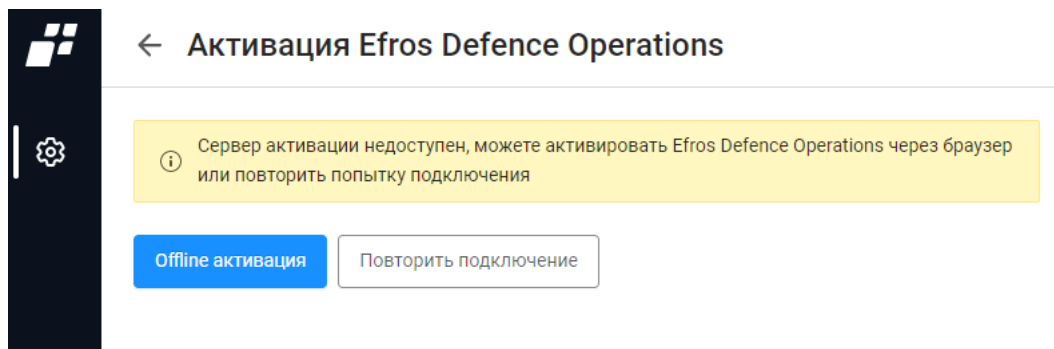 Активация Efros Defence Operations
Сервер активации недоступен, можете активировать Efros Defence Operations через браузер
или повторить попытку подключения
Offline активация
Повторить подключение